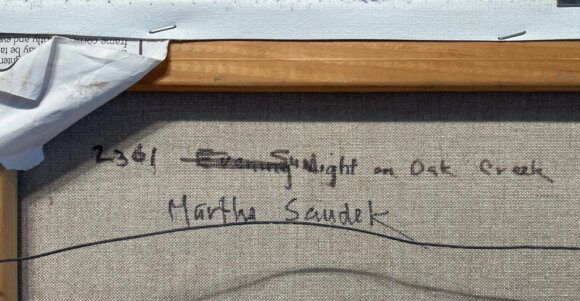 2361 Evening Sunlight on Oak Creek
Martha Saudek